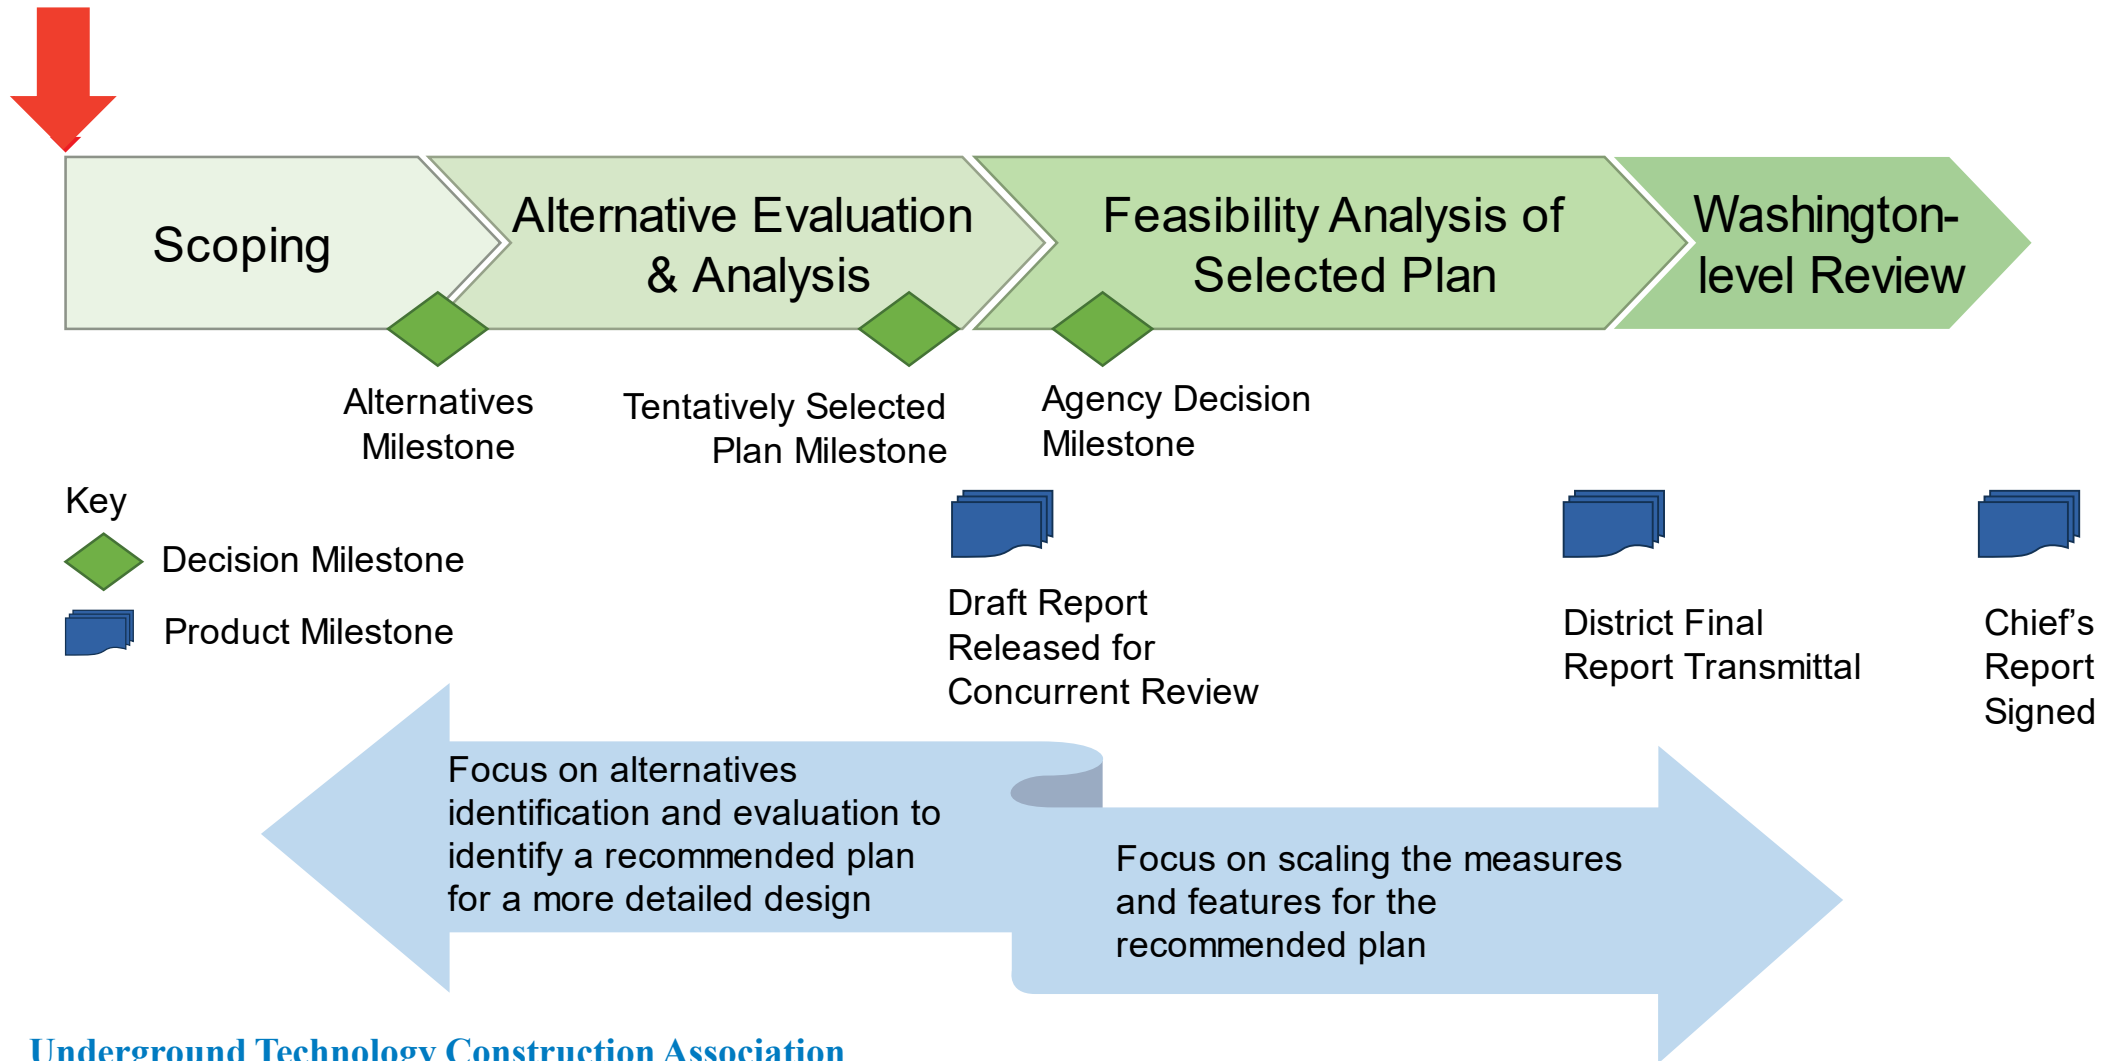 Scoping
Alternative Evaluation
& Analysis
Feasibility Analysis of
Selected Plan
Washington-
level Review
Alternatives
Milestone
Tentatively Selected
Plan Milestone
Agency Decision
Milestone
Key
Decision Milestone
Product Milestone
Draft Report
Released for
Concurrent Review
District Final
Report Transmittal
Chief’s
Report
Signed
Focus on alternatives
identification and evaluation to
identify a recommended plan
for a more detailed design
Focus on scaling the measures
and features for the
recommended plan
Underground Technology Construction Association